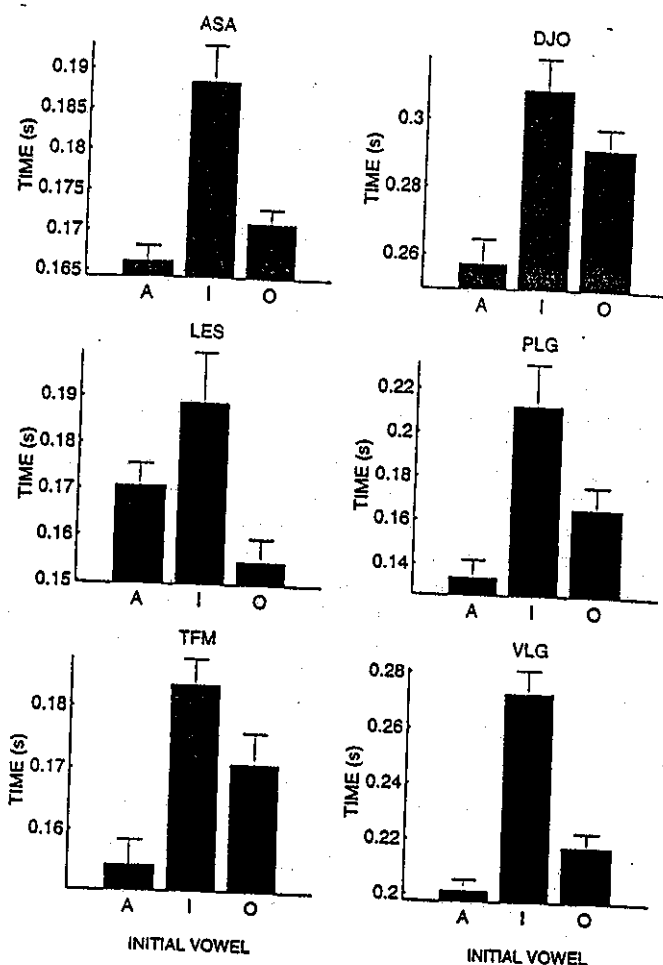 ASA
TIME (s)
0.19
0.185
0.18
0.175
0.17
0.165
A I O
DJO
TIME (s)
0.3
0.28
0.26
A I O
LES
TIME (s)
0.19
0.18
0.17
0.16
0.15
A I O
PLG
TIME (s)
0.22
0.2
0.18
0.16
0.14
A I O
TFM
TIME (s)
0.18
0.17
0.16
A I O
INITIAL VOWEL
VLG
TIME (s)
0.28
0.26
0.24
0.22
0.2
A I O
INITIAL VOWEL